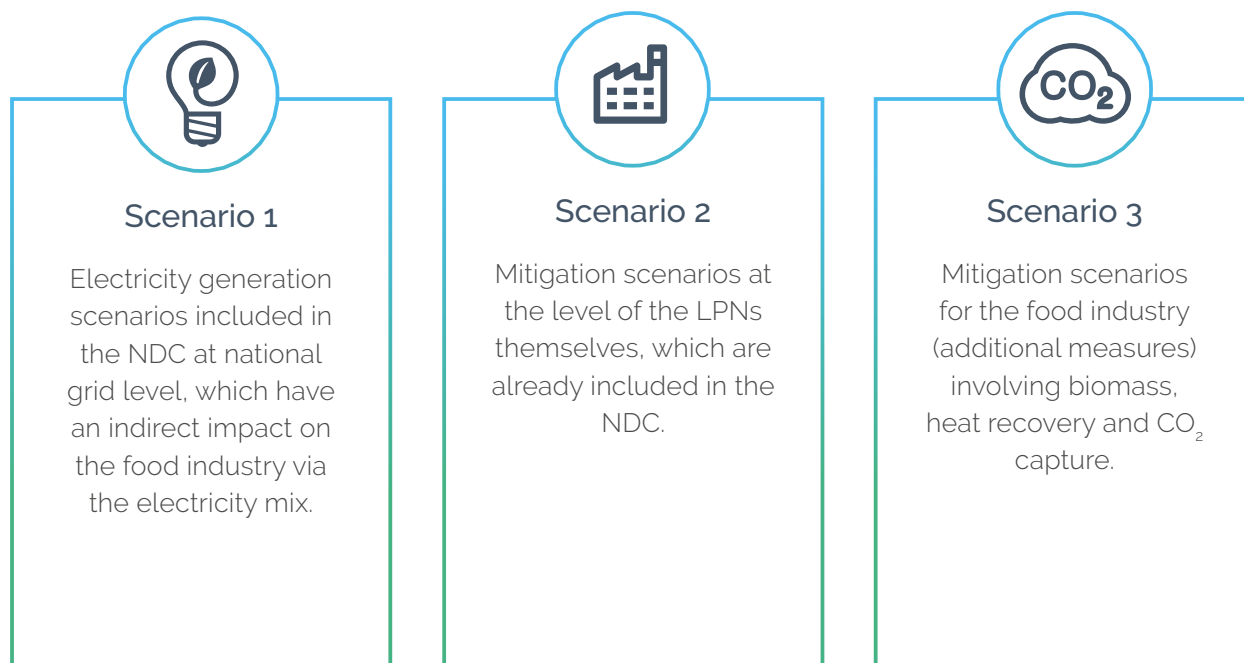 Scenario 1
Electricity generation
scenarios included in
the NDC at national
grid level, which have
an indirect impact on
the food industry via
the electricity mix.
Scenario 2
Mitigation scenarios at
the level of the LPNs
themselves, which are
already included in the
NDC.
CO₂
Scenario 3
Mitigation scenarios
for the food industry
(additional measures)
involving biomass,
heat recovery and CO₂
capture.